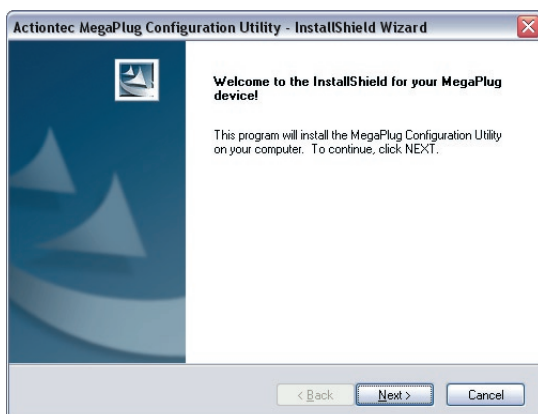 Actiontec MegaPlug Configuration Utility - InstallShield Wizard
Welcome to the InstallShield for your MegaPlug
device!
This program will install the MegaPlug Configuration Utility
on your computer. To continue, click NEXT.
< Back
Next >
Cancel